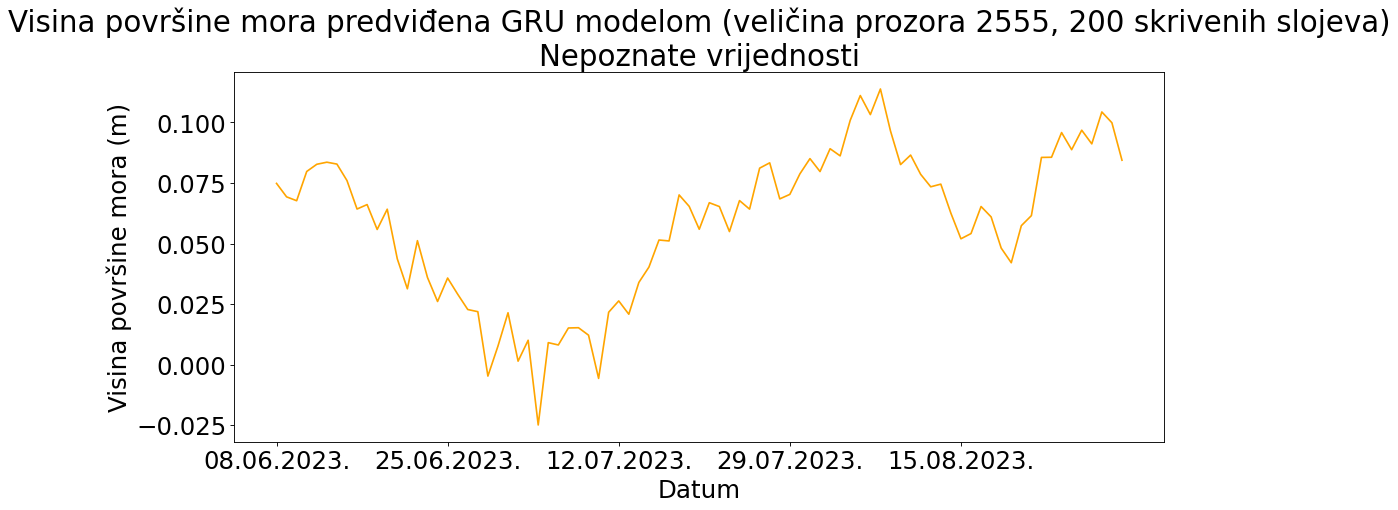 Visina površine mora predviđena GRU modelom (veličina prozora 2555, 200 skrivenih slojeva)
Nepoznate vrijednosti
Visina površine mora (m)
0.100
0.075
0.050
0.025
0.000
−0.025
08.06.2023. 25.06.2023. 12.07.2023. 29.07.2023. 15.08.2023.
Datum